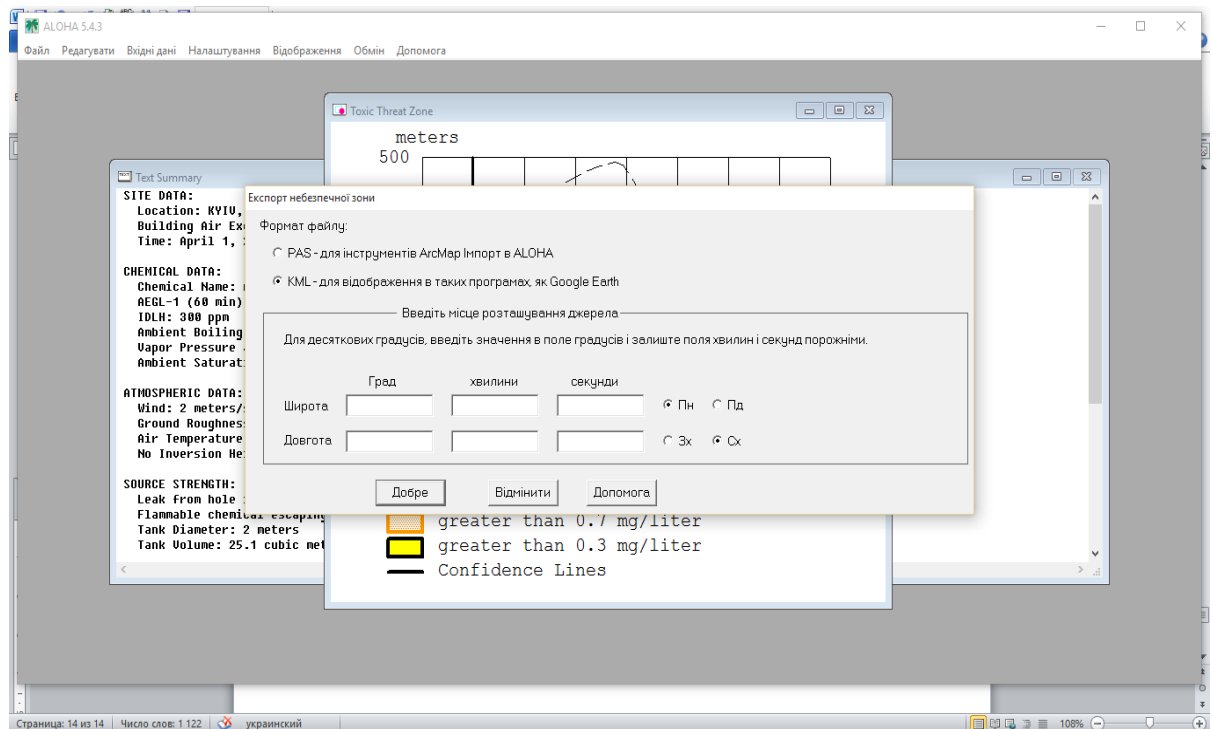 ALOHA 5.4.3
Файл Редагувати Вхідні дані Налаштування Відображення Обмін Допомога
Toxic Threat Zone
meters
500
Text Summary
SITE DATA:
Location: KYIV,
Building Air
Time: April 1,
CHEMICAL DATA:
Chemical Name:
AEGL-1 (60 min)
IDLH: 300 ppm
Ambient Boiling
Vapor Pressure
Ambient
ATMOSPHERIC DATA:
Wind: 2
Ground
Air Temperature
No Inversion
SOURCE STRENGTH:
Leak from hole
Flammable chemical escaping
Tank Diameter: 2 meters
Tank Volume: 25.1 cubic
Експорт небезпечної зони
Формат файлу:
PAS - для інструментів ArcMap Імпорт в ALOHA
KML - для відображення в таких програмах, як Google Earth
Введіть місце розташування джерела
Для десяткових градусів, введіть значення в поле градусів і залиште поля хвилин і секунд порожніми.
Град хвилини секунди
Широта Пн Пд
Довгота Зх Сх
Добре Відмінити Допомога
greater than 0.7 mg/liter
greater than 0.3 mg/liter
Confidence Lines
Страница: 14 из 14 Число слов: 1 122 украинский 108%